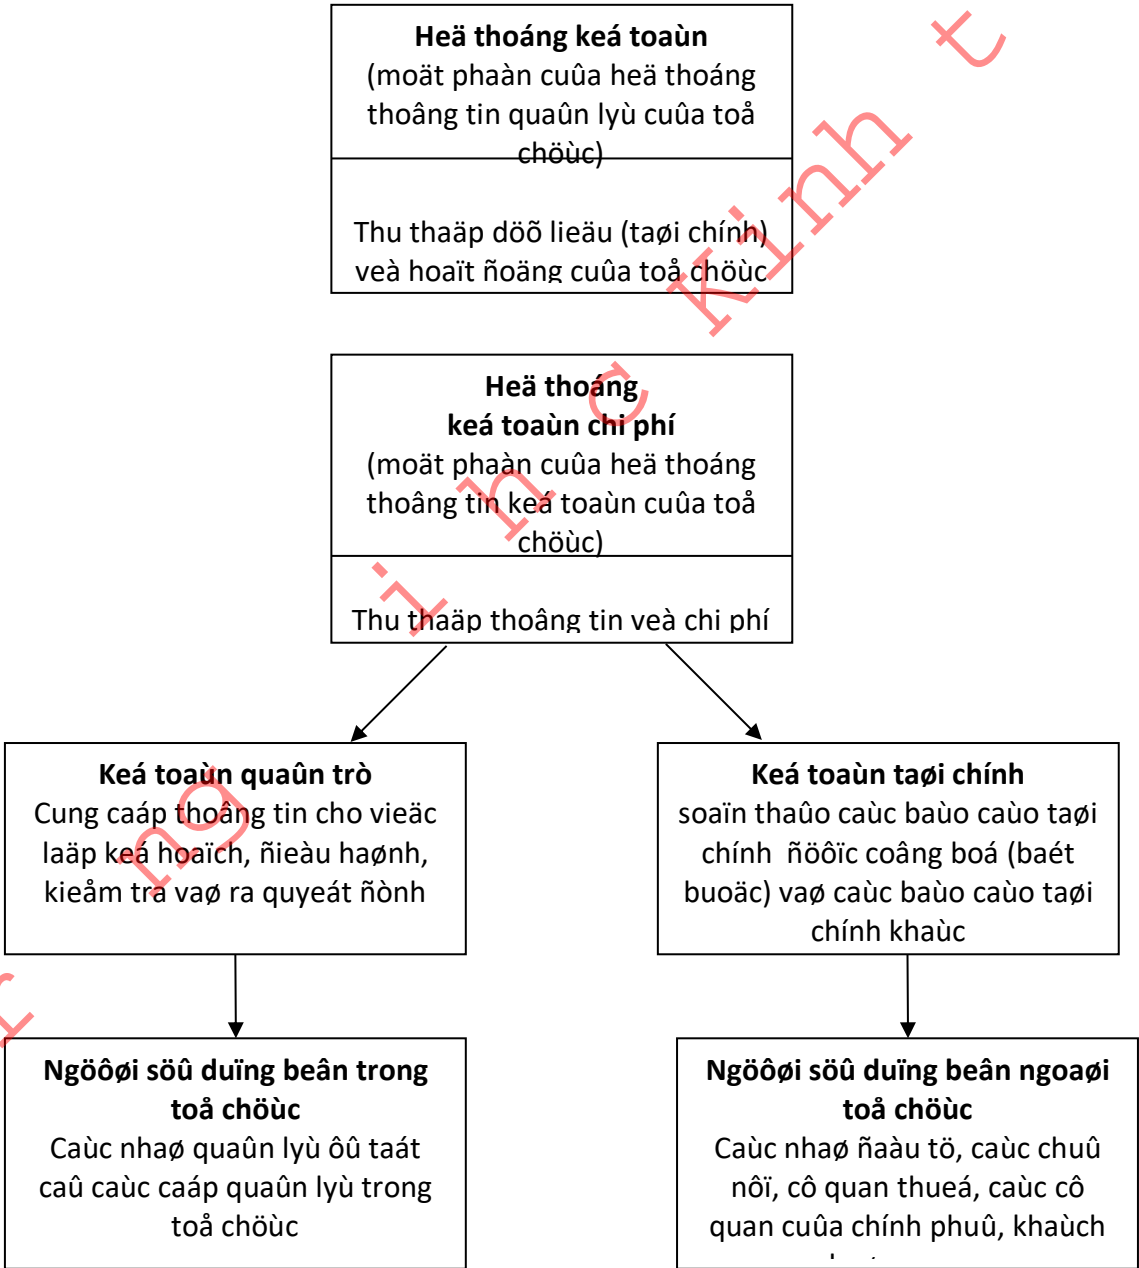 Heä thoáng keá toaùn
(moät phaàn cuûa heä thoáng
thoâng tin quaûn lyù cuûa toå
chöùc)
Thu thaäp döõ lieäu (taøi chính)
veà hoaït ñoäng cuûa toå chöùc
Heä thoáng
keá toaùn chi phí
(moät phaàn cuûa heä thoáng
thoâng tin keá toaùn cuûa toå
chöùc)
Thu thaäp thoâng tin veà chi phí
Keá toaùn quaûn trò
Cung caáp thoâng tin cho vieäc
laäp keá hoaïch, ñieàu haønh,
kieåm tra vaø ra quyeát ñònh
Keá toaùn taøi chính
soaïn thaûo caùc baùo caùo taøi
chính ñöôïc coâng boá (baét
buoäc) vaø caùc baùo caùo taøi
chính khaùc
Ngöôøi söû duïng beân trong
toå chöùc
Caùc nhaø quaûn lyù ôû taát
caû caùc caáp quaûn lyù trong
toå chöùc
Ngöôøi söû duïng beân ngoaøi
toå chöùc
Caùc nhaø ñaàu tö, caùc chuû
nôï, cô quan thueá, caùc cô
quan cuûa chính phuû, khaùch
r ng i h c Kinh t